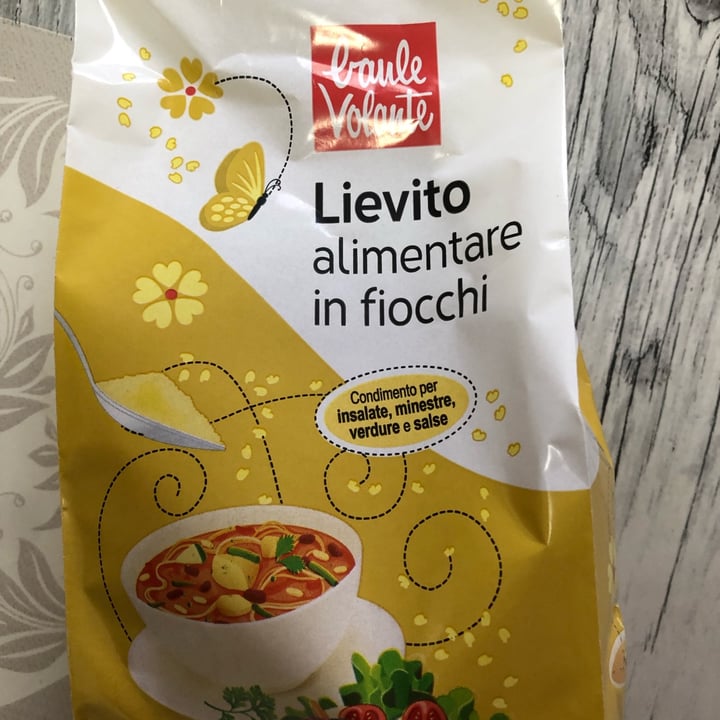 baule
Volante
Lievito
alimentare
in fiocchi
Condimento per
insalate, minestre,
verdure e salse